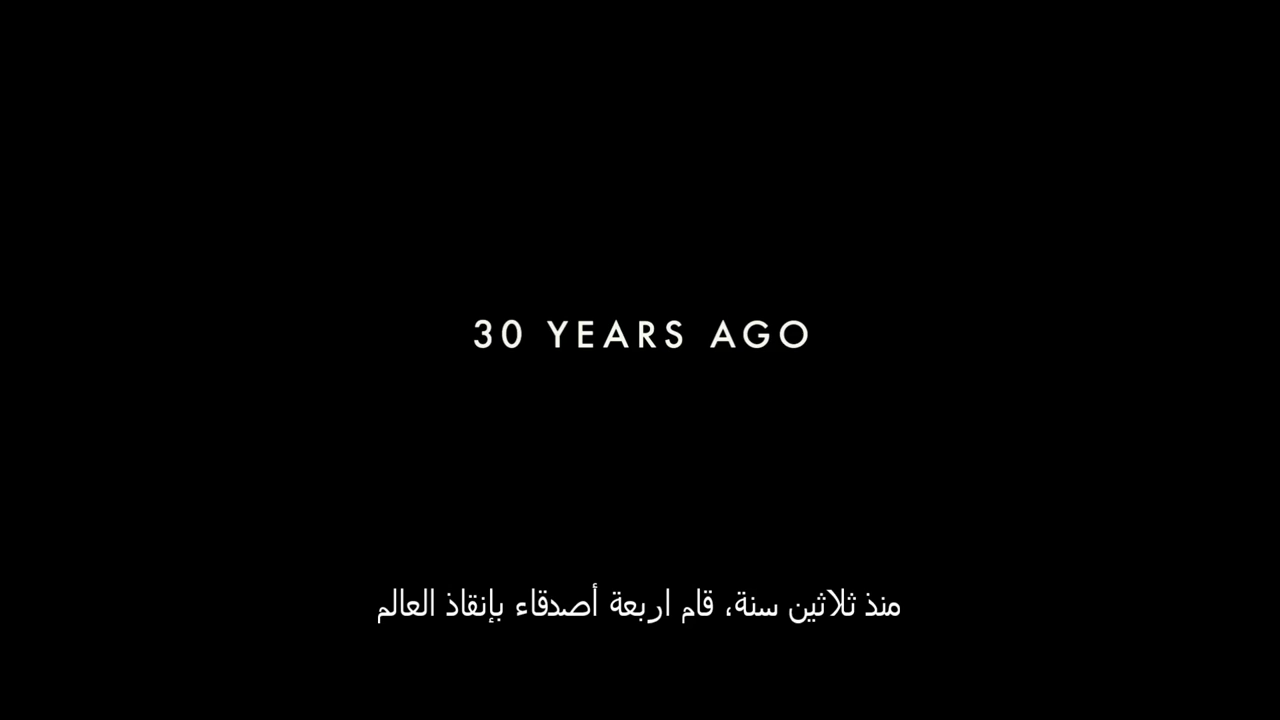 30 YEARS AGO
منذ ثلاثين سنة، قام اربعة أصدقاء بإنقاذ العالم